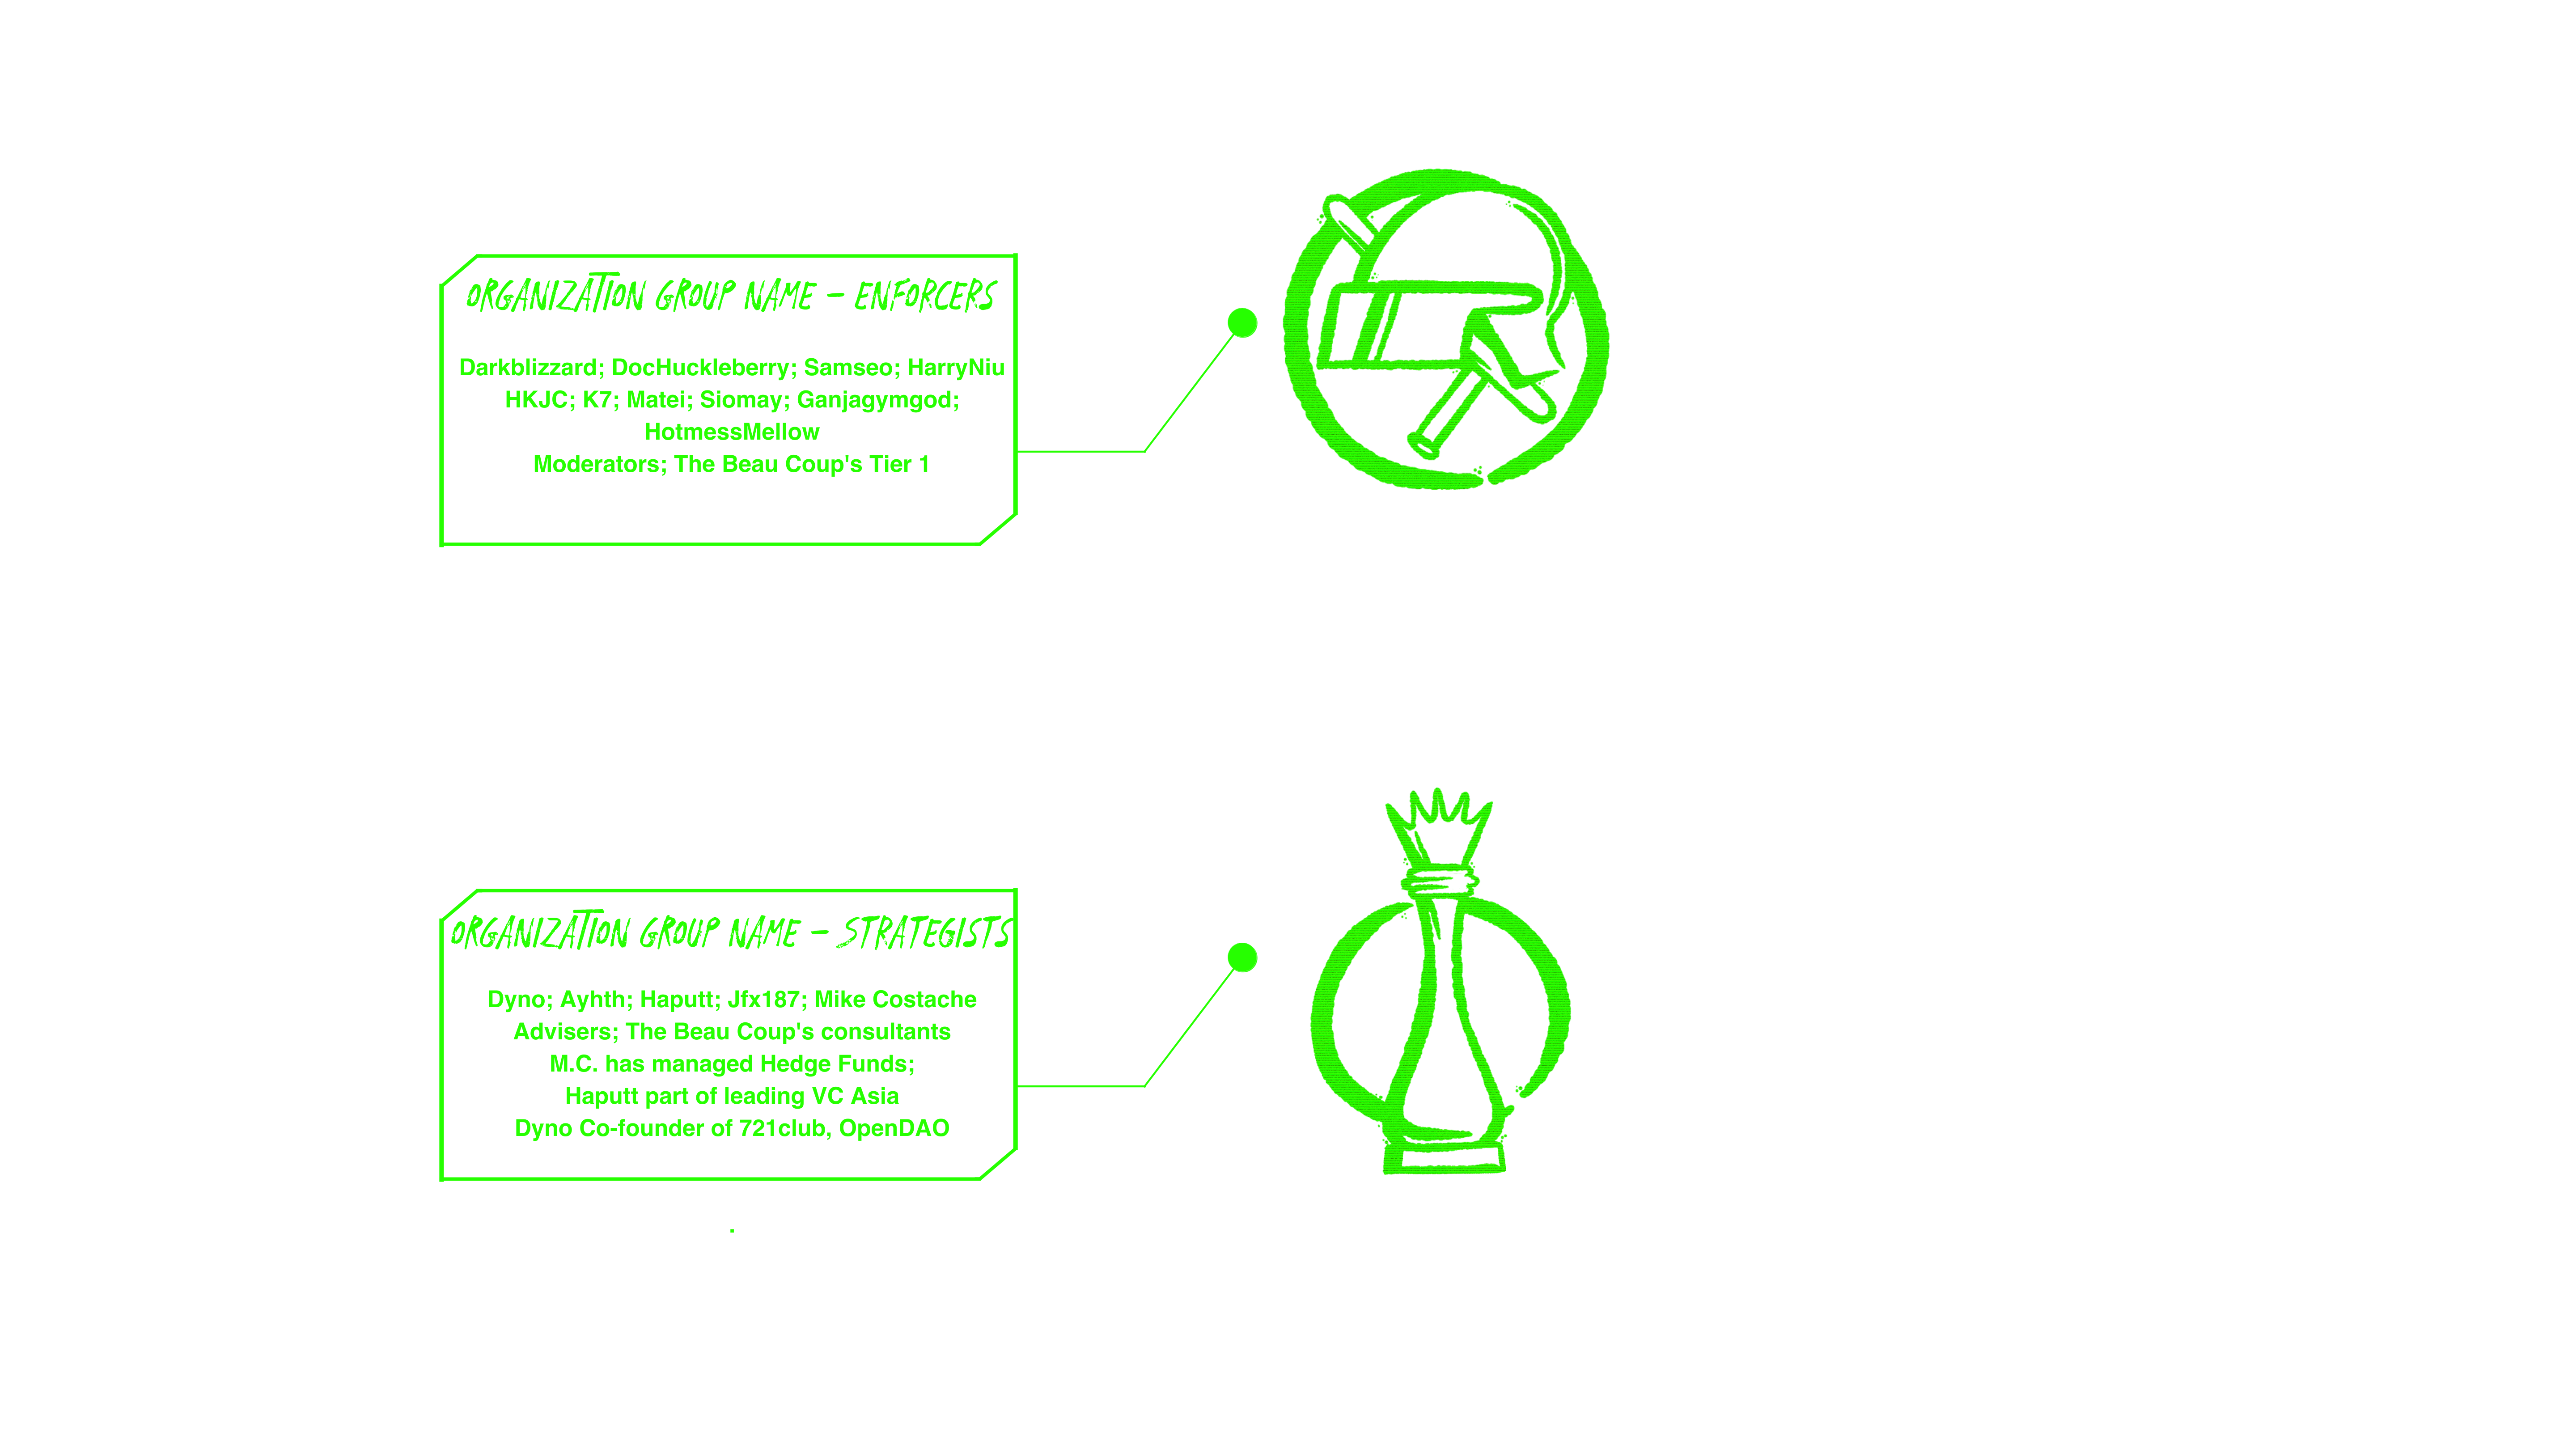 ORGANIZATION GROUP NAME - ENFORCERS
Darkblizzard; DocHuckleberry; Samseo; HarryNiu
HKJC; K7; Matei; Siomay; Ganjagymgod;
HotmessMellow
Moderators; The Beau Coup's Tier 1
ORGANIZATION GROUP NAME - STRATEGISTS
Dyno; Ayhth; Haputt; Jfx187; Mike Costache
Advisers; The Beau Coup's consultants
M.C. has managed Hedge Funds;
Haputt part of leading VC Asia
Dyno Co-founder of 721club, OpenDAO
.